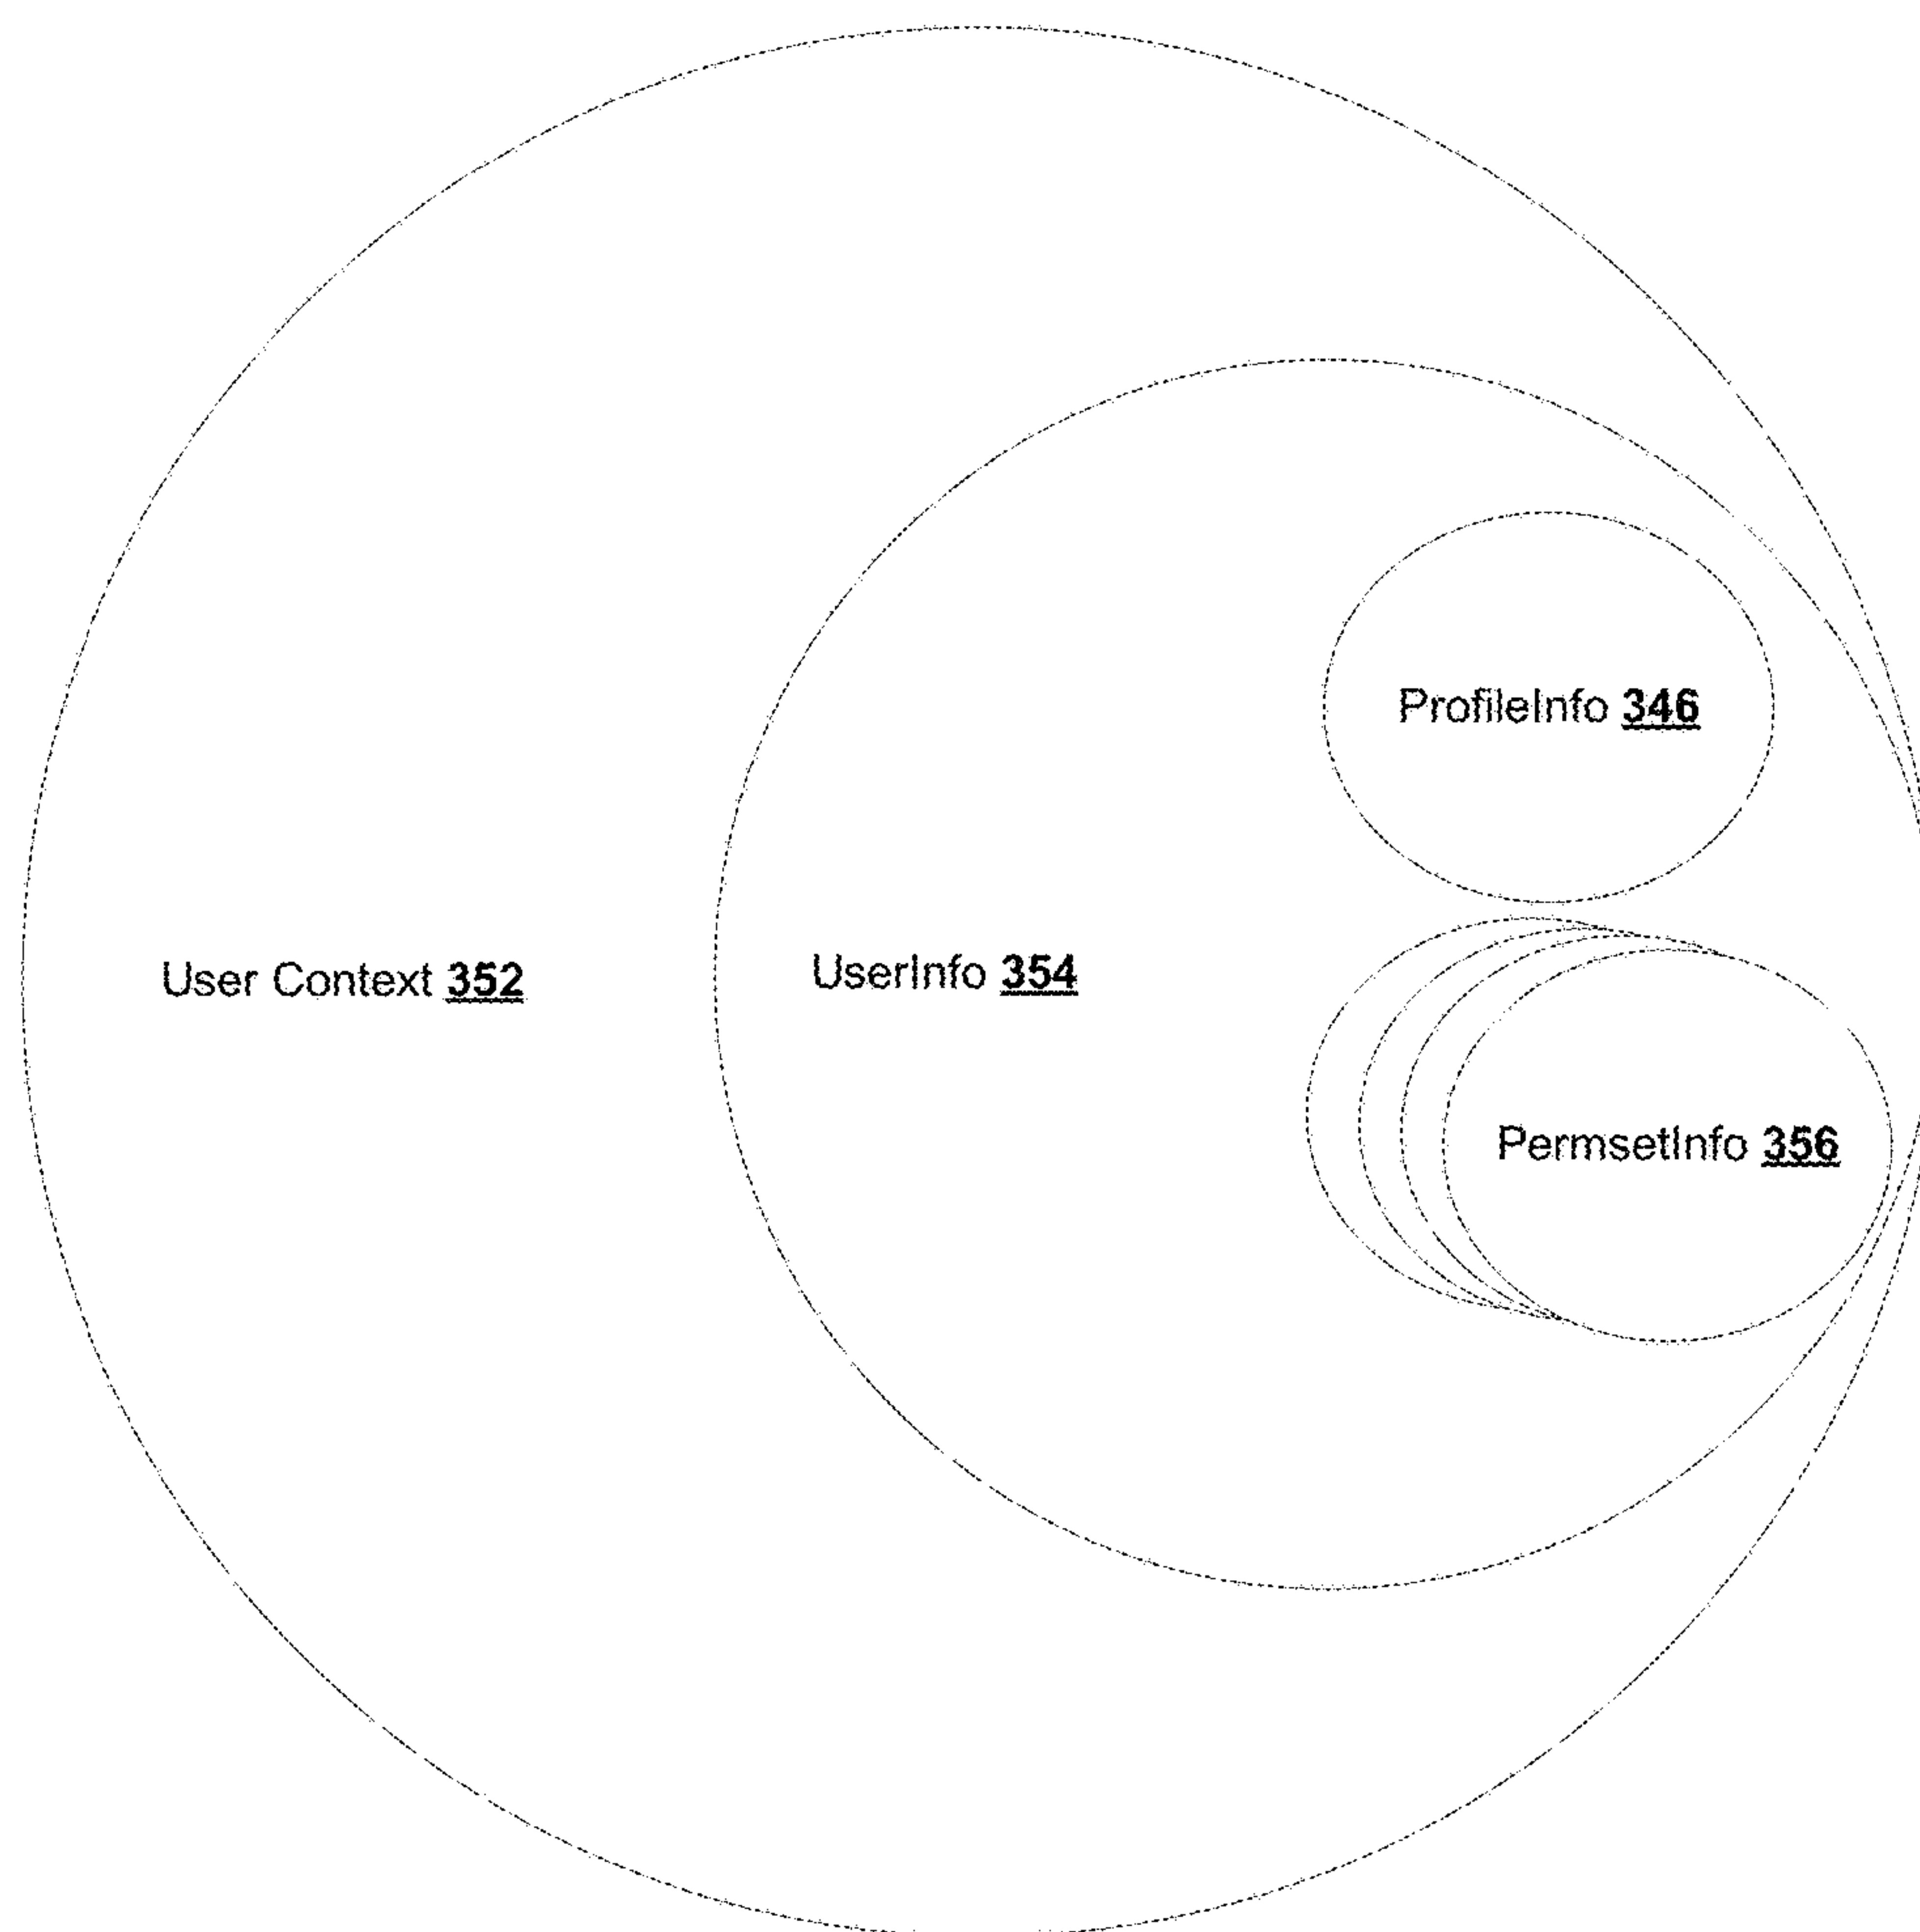 ProfileInfo 346
User Context 352
UserInfo 354
PermsetInfo 356